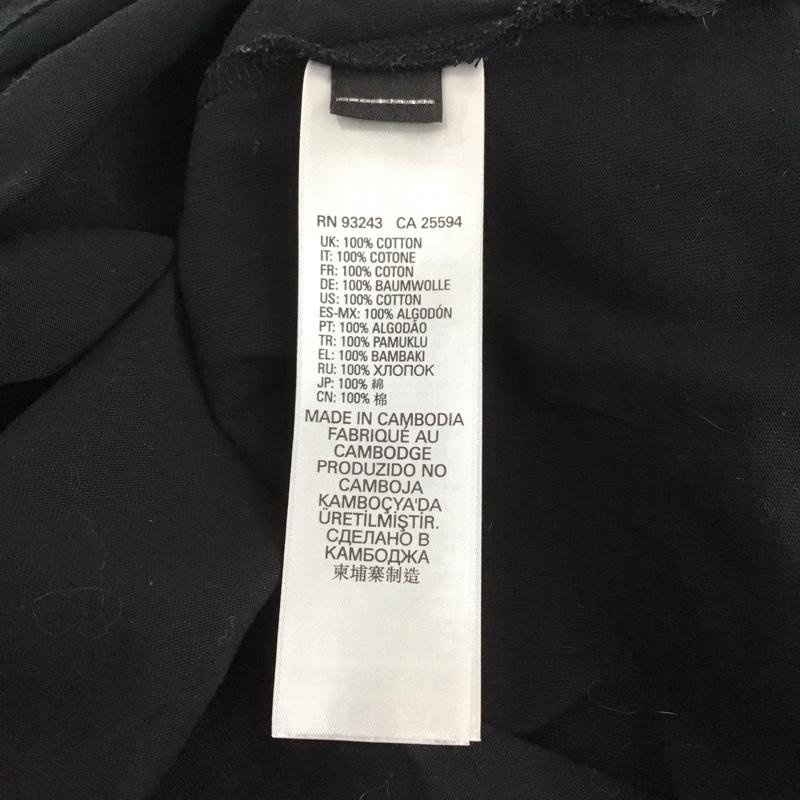 RN 93243 CA 25594
UK: 100% COTTON
IT: 100% COTONE
FR: 100% COTON
DE: 100% BAUMWOLLE
US: 100% COTTON
ES-MX: 100% ALGODÓN
PT: 100% ALGODÃO
TR: 100% PAMUKLU
EL: 100% BAMBAKI
RU: 100% ХЛОПОК
JP: 100% 綿
CN: 100% 棉
MADE IN CAMBODIA
FABRIQUÉ AU
CAMBODGE
PRODUZIDO NO
CAMBOJA
KAMBOÇYA'DA
ÜRETİLMİŞTİR.
СДЕЛАНО В
КАМБОДЖА
柬埔寨制造